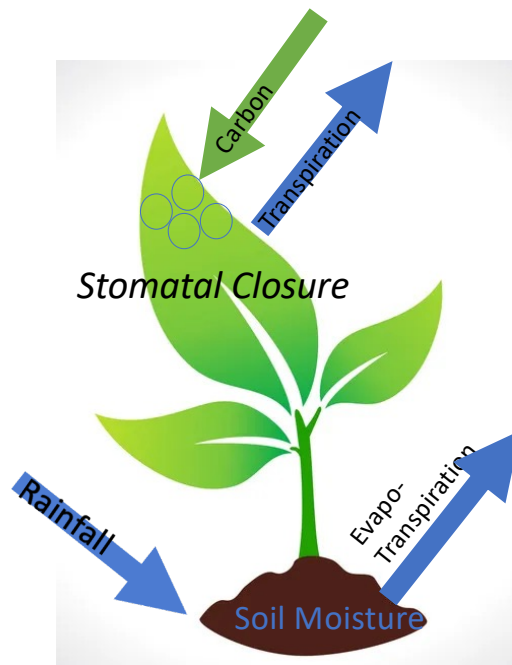 Carbon
Transpiration
Stomatal Closure
Rainfall
Evapo-
Transpiration
Soil Moisture